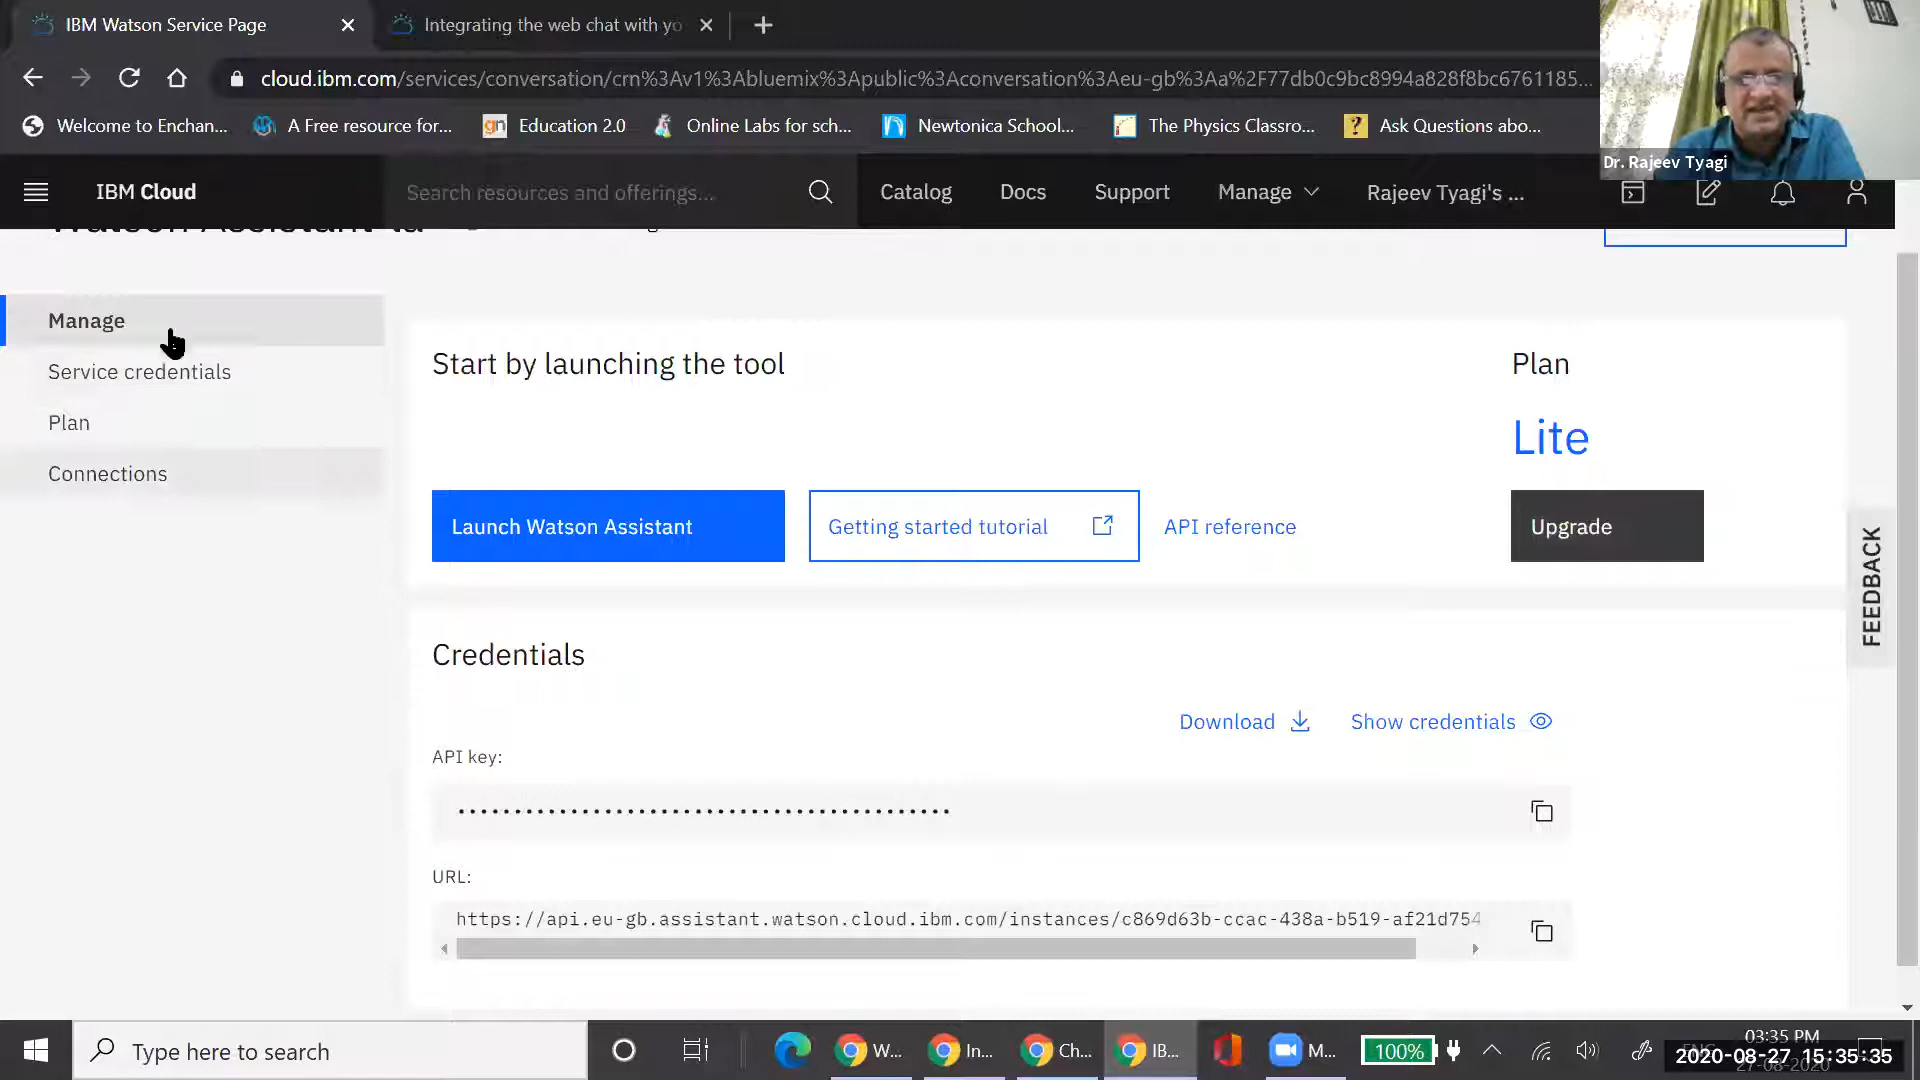 IBM Watson Service Page
Integrating the web chat with yo
cloud.ibm.com/services/conversation/crn%3Av1%3Abluemix%3Apublic%3Aconversation%3Aeu-gb%3Aa%2F77db0c9bc8994a828f8bc6761185...
Welcome to Enchan...
A Free resource for...
gn Education 2.0
Online Labs for sch...
Newtonica School...
The Physics Classro...
? Ask Questions abo...
Dr. Rajeev Tyagi
IBM Cloud
Search resources and offerings...
Catalog
Docs
Support
Manage
Rajeev Tyagi's ...
Manage
Service credentials
Plan
Connections
Start by launching the tool
Plan
Lite
Launch Watson Assistant
Getting started tutorial
API reference
Upgrade
FEEDBACK
Credentials
Download
Show credentials
API key:
URL:
https://api.eu-gb.assistant.watson.cloud.ibm.com/instances/c869d63b-ccac-438a-b519-af21d754
Type here to search
W...
In...
Ch...
IB...
M...
100%
03:35 PM
2020-08-27 15:35:35
27-08-2020